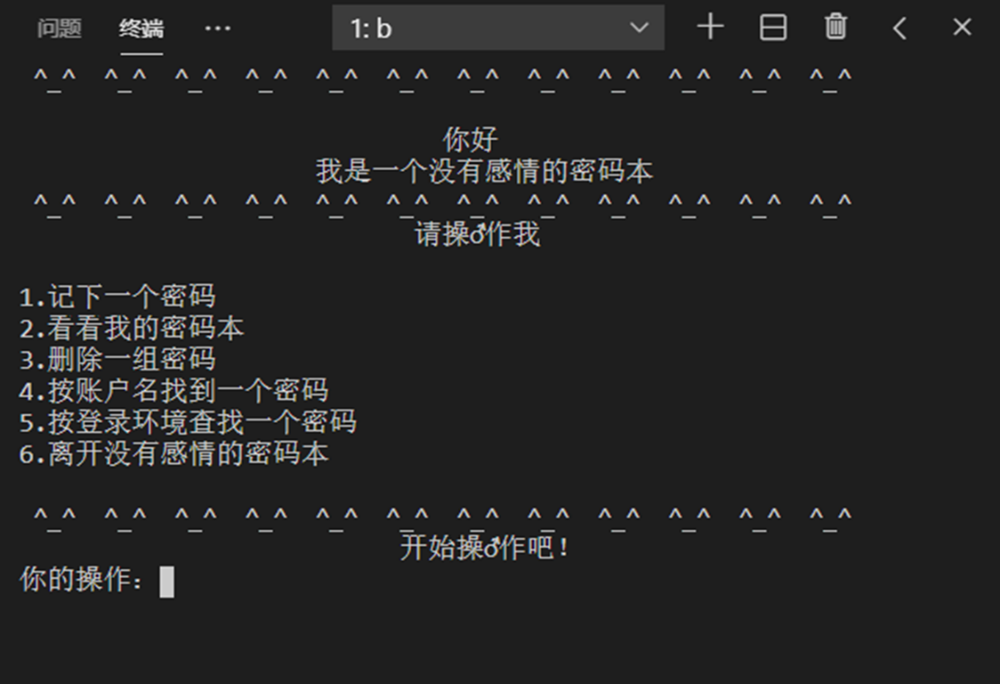 问题 终端 ··· 1: b
^_^ ^_^ ^_^ ^_^ ^_^ ^_^ ^_^ ^_^ ^_^ ^_^ ^_^ ^_^
你好
我是一个没有感情的密码本
^_^ ^_^ ^_^ ^_^ ^_^ ^_^ ^_^ ^_^ ^_^ ^_^ ^_^ ^_^
请操♂作我
1.记下一个密码
2.看看我的密码本
3.删除一组密码
4.按账户名找到一个密码
5.按登录环境查找一个密码
6.离开没有感情的密码本
^_^ ^_^ ^_^ ^_^ ^_^ ^_^ ^_^ ^_^ ^_^ ^_^ ^_^ ^_^
开始操♂作吧!
你的操作: